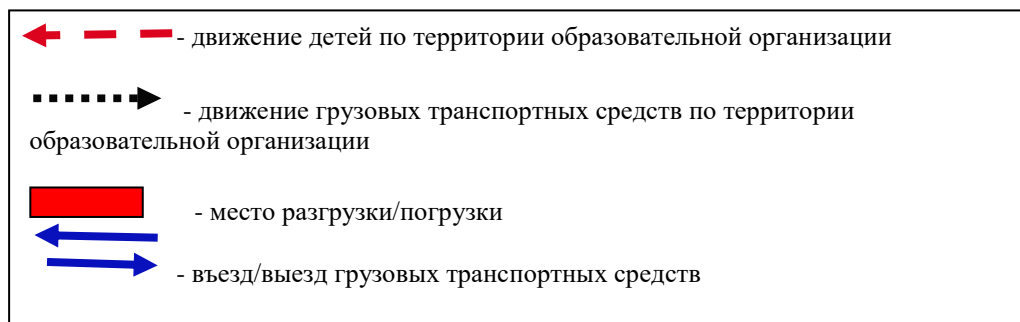 - движение детей по территории образовательной организации
- движение грузовых транспортных средств по территории
образовательной организации
- место разгрузки/погрузки
- въезд/выезд грузовых транспортных средств